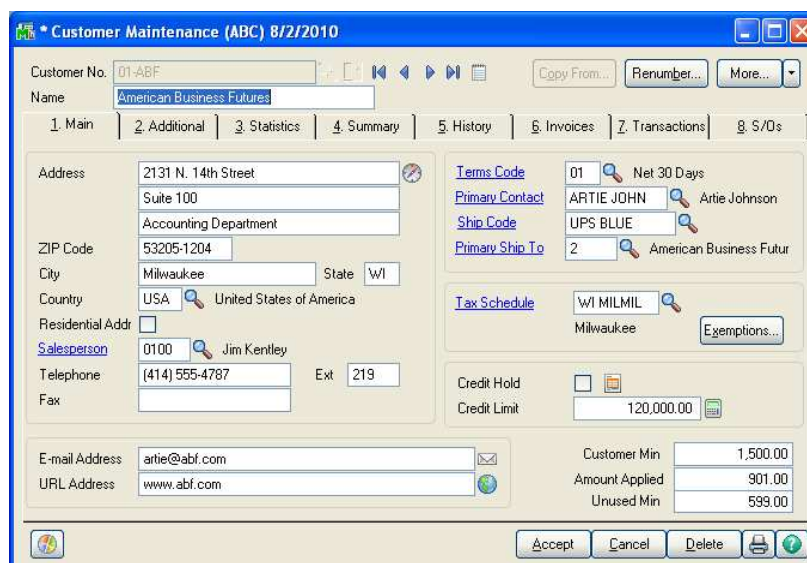 * Customer Maintenance (ABC) 8/2/2010
Customer No. 01-ABF Copy From... Renumber... More...
Name American Business Futures
1. Main 2. Additional 3. Statistics 4. Summary 5. History 6. Invoices 7. Transactions 8. S/Os
Address 2131 N. 14th Street
Suite 100
Accounting Department
ZIP Code 53205-1204
City Milwaukee State WI
Country USA United States of America
Residential Addr
Salesperson 0100 Jim Kentley
Telephone (414) 555-4787 Ext 219
Fax
Terms Code 01 Net 30 Days
Primary Contact ARTIE JOHN Artie Johnson
Ship Code UPS BLUE
Primary Ship To 2 American Business Futur
Tax Schedule WI MILMIL
Milwaukee Exemptions...
Credit Hold
Credit Limit 120,000.00
E-mail Address artie@abf.com
URL Address www.abf.com
Customer Min 1,500.00
Amount Applied 901.00
Unused Min 599.00
Accept Cancel Delete